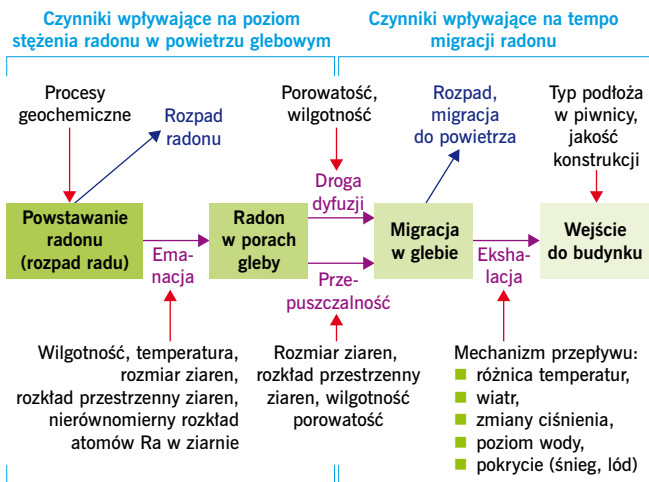 Czynniki wpływające na poziom
stężenia radonu w powietrzu glebowym
Czynniki wpływające na tempo
migracji radonu
Procesy
geochemiczne
Rozpad
radonu
Porowatość,
wilgotność
Rozpad,
migracja
do powietrza
Typ podłoża
w piwnicy,
jakość
konstrukcji
Powstawanie
radonu
(rozpad radu)
Ema-
nacja
Radon
w porach
gleby
Droga
dyfuzji
Prze-
puszczalność
Migracja
w glebie
Eksha-
lacja
Wejście
do budynku
Wilgotność, temperatura,
rozmiar ziaren,
rozkład przestrzenny ziaren,
nierównomierny rozkład
atomów Ra w ziarnie
Rozmiar ziaren,
rozkład przestrzenny
ziaren, wilgotność
porowatość
Mechanizm przepływu:
różnica temperatur,
wiatr,
zmiany ciśnienia,
poziom wody,
pokrycie (śnieg, lód)